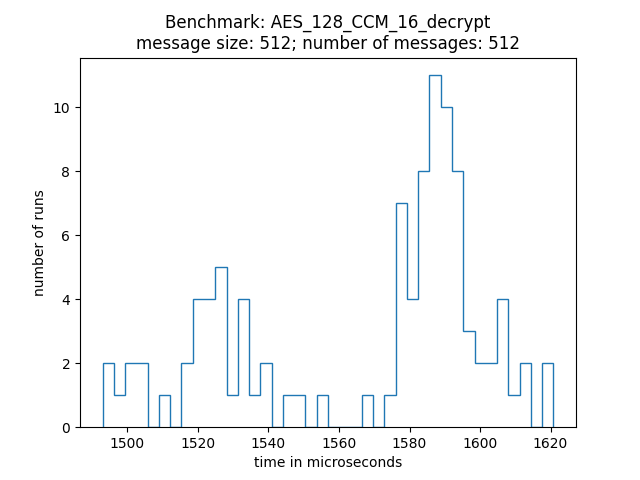 Benchmark: AES_128_CCM_16_decrypt
message size: 512; number of messages: 512
10
8
6
4
2
0
number of runs
1500 1520 1540 1560 1580 1600 1620
time in microseconds